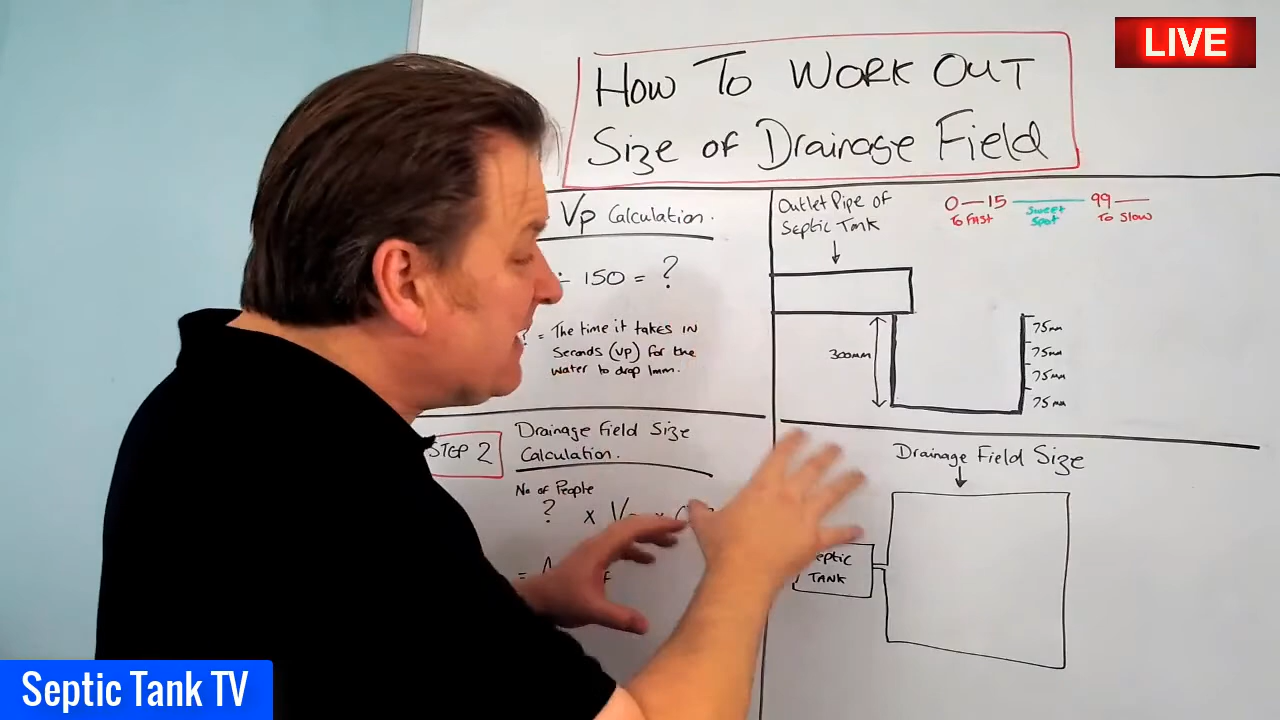 LIVE
How To WORK OUT
Size of Drainage Field
Vp Calculation.
÷ 150 = ?
? = The time it takes IN
Seconds (vp) for the
water to drop 1mm.
STEP 2
Drainage Field Size
Calculation.
No of People
? x
=
Outlet Pipe of
Septic Tank
0—15
To FAST
Sweet
Spot
99—
To Slow
300mm
75mm
75mm
75mm
75mm
Drainage Field Size
TANK
Septic Tank TV